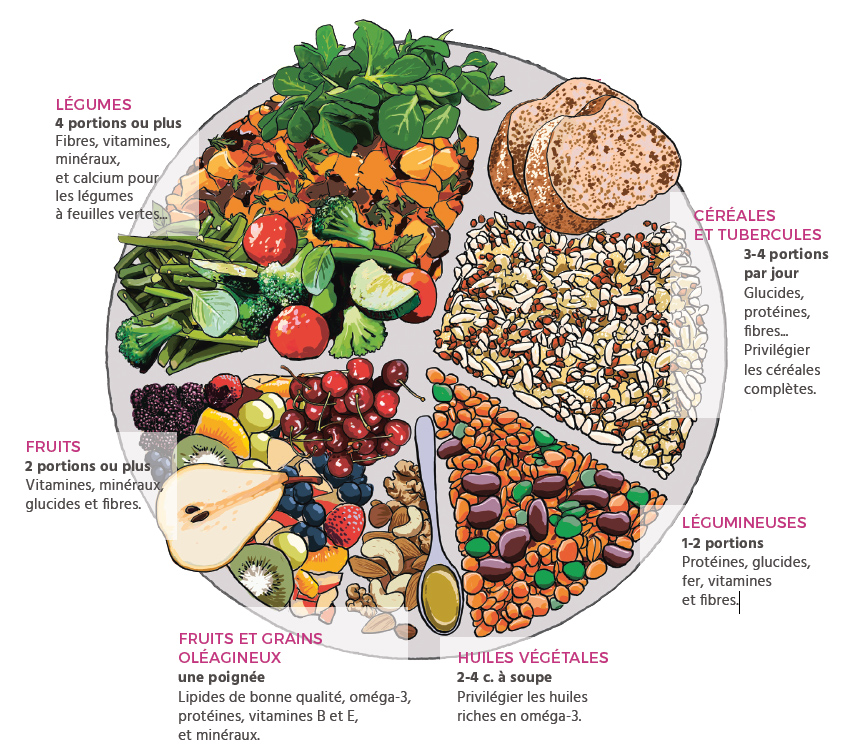 LÉGUMES
4 portions ou plus
Fibres, vitamines,
minéraux,
et calcium pour
les légumes
à feuilles vertes...
CÉRÉALES
ET TUBERCULES
3-4 portions
par jour
Glucides,
protéines,
fibres...
Privilégier
les céréales
complètes.
FRUITS
2 portions ou plus
Vitamines, minéraux,
glucides et fibres.
LÉGUMINEUSES
1-2 portions
Protéines, glucides,
fer, vitamines
et fibres.
FRUITS ET GRAINS
OLÉAGINEUX
une poignée
Lipides de bonne qualité, oméga-3,
protéines, vitamines B et E,
et minéraux.
HUILES VÉGÉTALES
2-4 c. à soupe
Privilégier les huiles
riches en oméga-3.